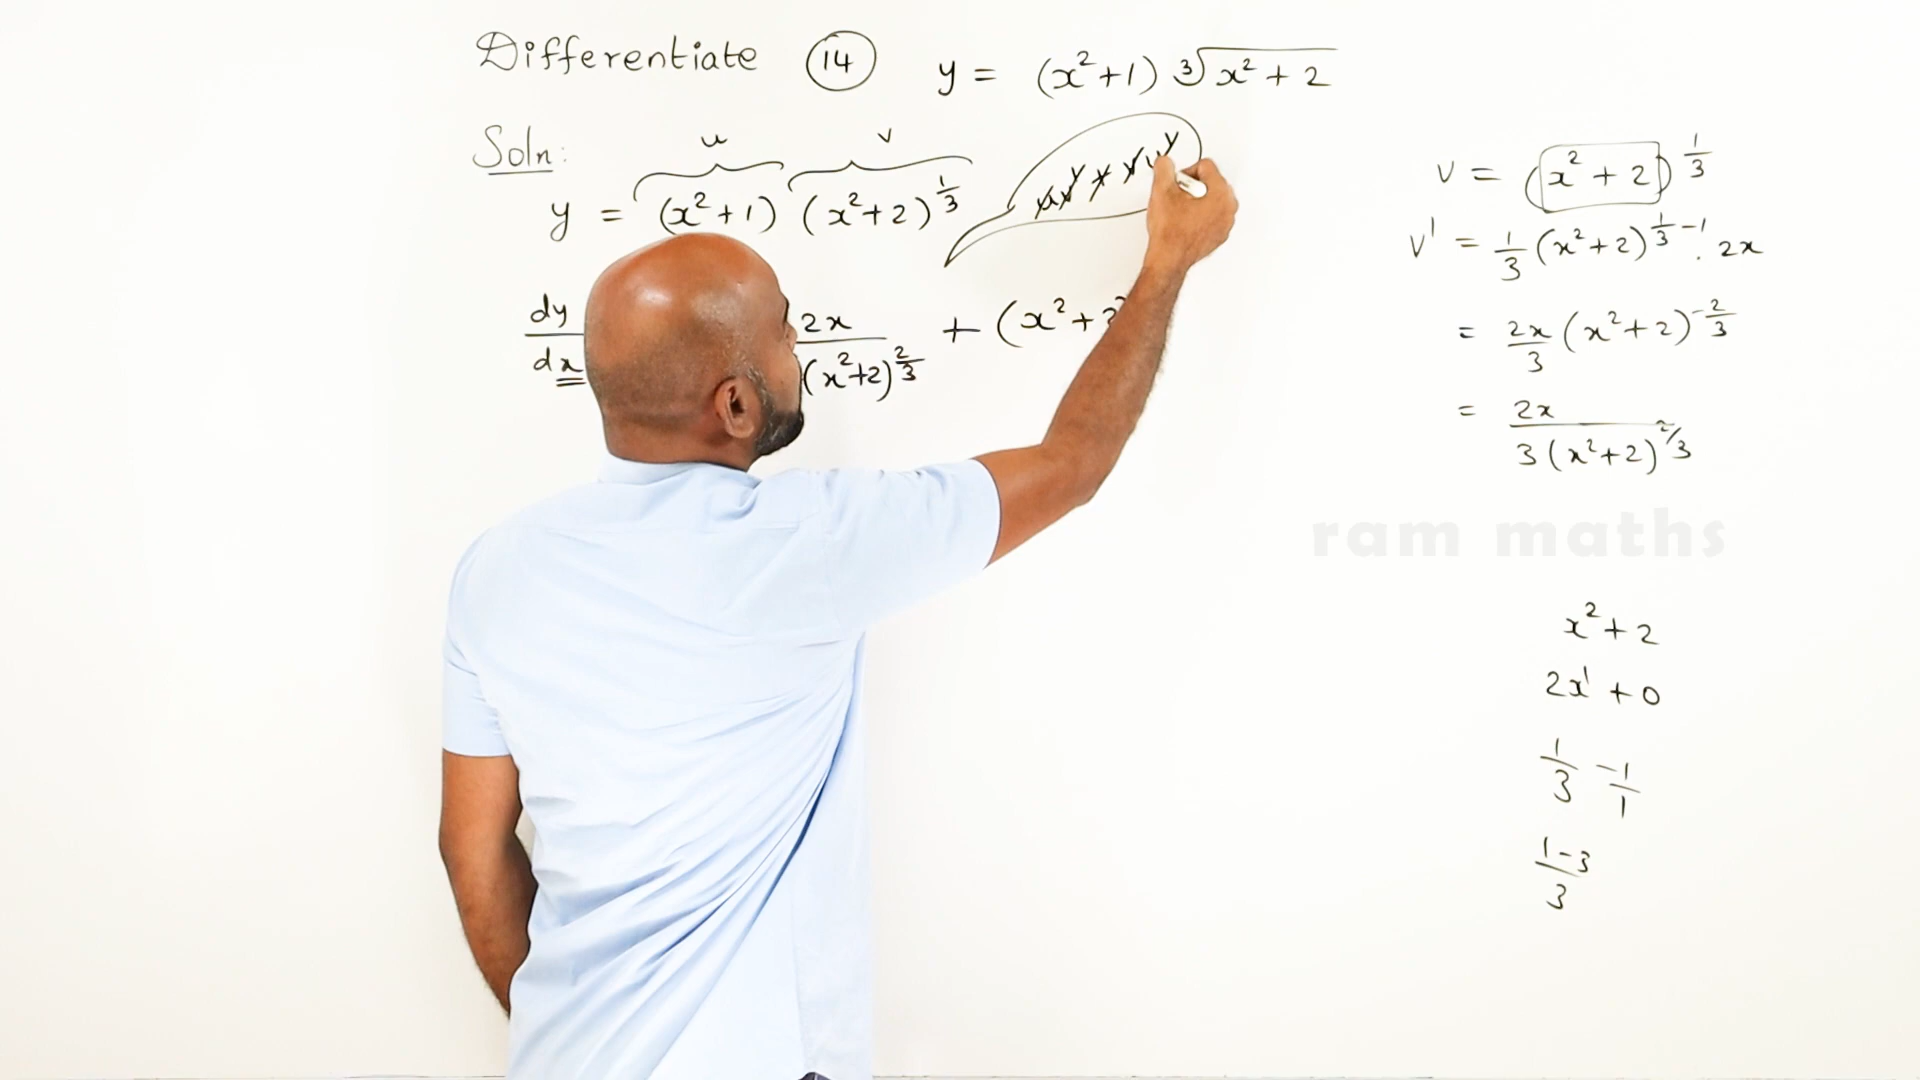 Differentiate (14) y = (x²+1) ∛(x² + 2)
Soln:
u v
y = (x²+1) (x²+2)^(1/3)
dy/dx 2x/(x²+2)^(2/3) + (x²+2
v = (x² + 2)^(1/3)
v' = 1/3 (x²+2)^(1/3 −1) . 2x
= 2x/3 (x²+2)^(−2/3)
= 2x/(3(x²+2)^(2/3))
ram maths
x² + 2
2x¹ + 0
1/3 −1/1
(1−3)/3